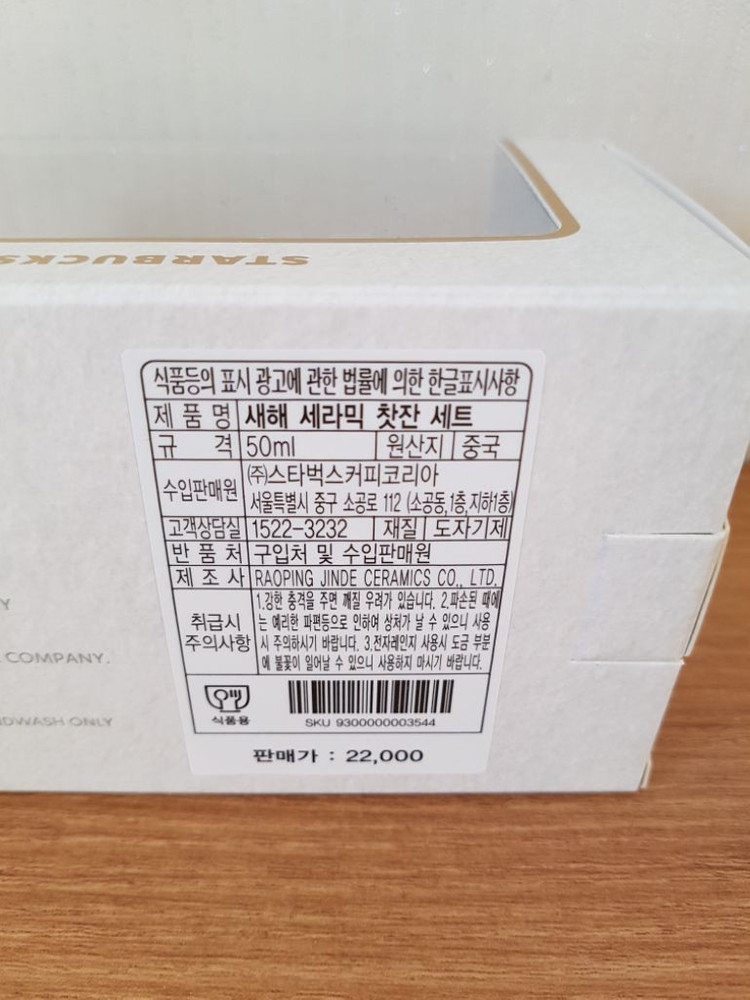 STARBUCKS
식품등의 표시 광고에 관한 법률에 의한 한글표시사항
제 품 명 새해 세라믹 찻잔 세트
규 격 50ml 원산지 중국
수입판매원 (주)스타벅스커피코리아
서울특별시 중구 소공로 112 (소공동,1층,지하1층)
고객상담실 1522-3232 재질 도자기제
반 품 처 구입처 및 수입판매원
제 조 사 RAOPING JINDE CERAMICS CO., LTD.
취급시 주의사항
1.강한 충격을 주면 깨질 우려가 있습니다. 2.파손된 때에
는 예리한 파편등으로 인하여 상처가 날 수 있으니 사용
시 주의하시기 바랍니다. 3.전자레인지 사용시 도금 부분
에 불꽃이 일어날 수 있으니 사용하지 마시기 바랍니다.
식품용
SKU 9300000003544
판매가 : 22,000
Y
COMPANY.
NDWASH ONLY